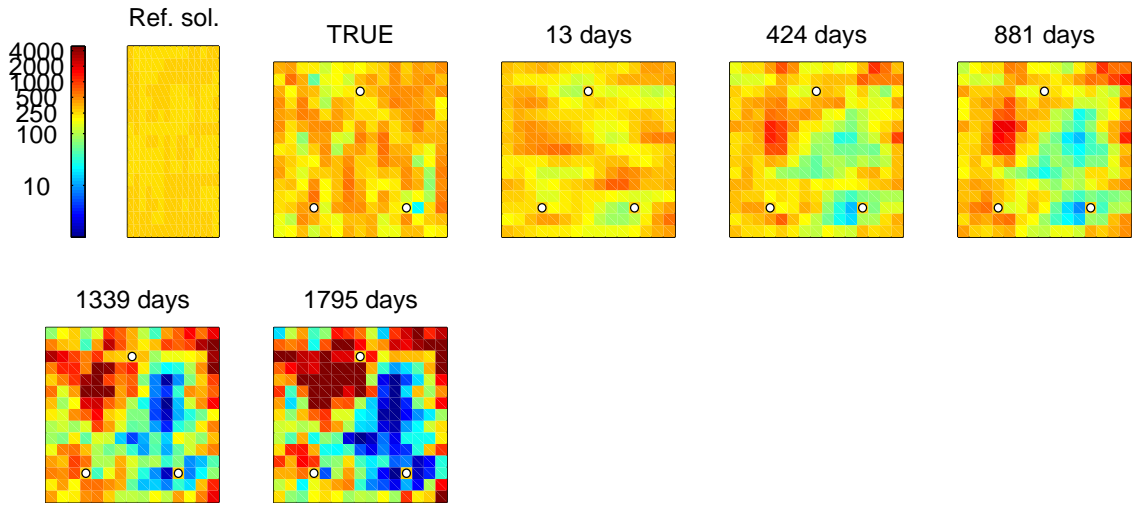 Ref. sol.
TRUE
13 days
424 days
881 days
4000
2000
1000
500
250
100
10
1339 days
1795 days